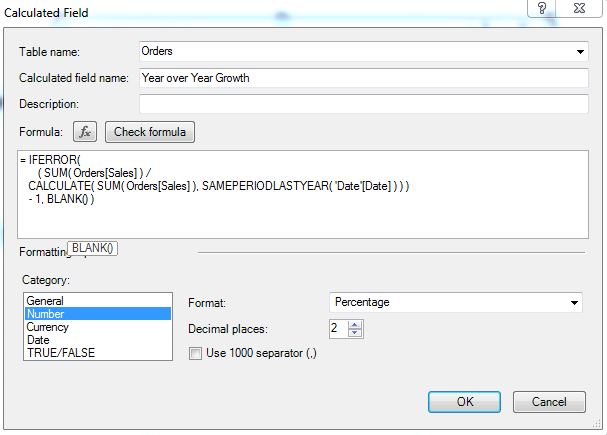 Calculated Field
Table name: Orders
Calculated field name: Year over Year Growth
Description:
Formula: fx Check formula
= IFERROR(
( SUM( Orders[Sales] ) /
CALCULATE( SUM( Orders[Sales] ), SAMEPERIODLASTYEAR( 'Date'[Date] ) ) )
- 1, BLANK() )
Formatting
BLANK()
Category:
General
Number
Currency
Date
TRUE/FALSE
Format: Percentage
Decimal places: 2
Use 1000 separator (,)
OK Cancel